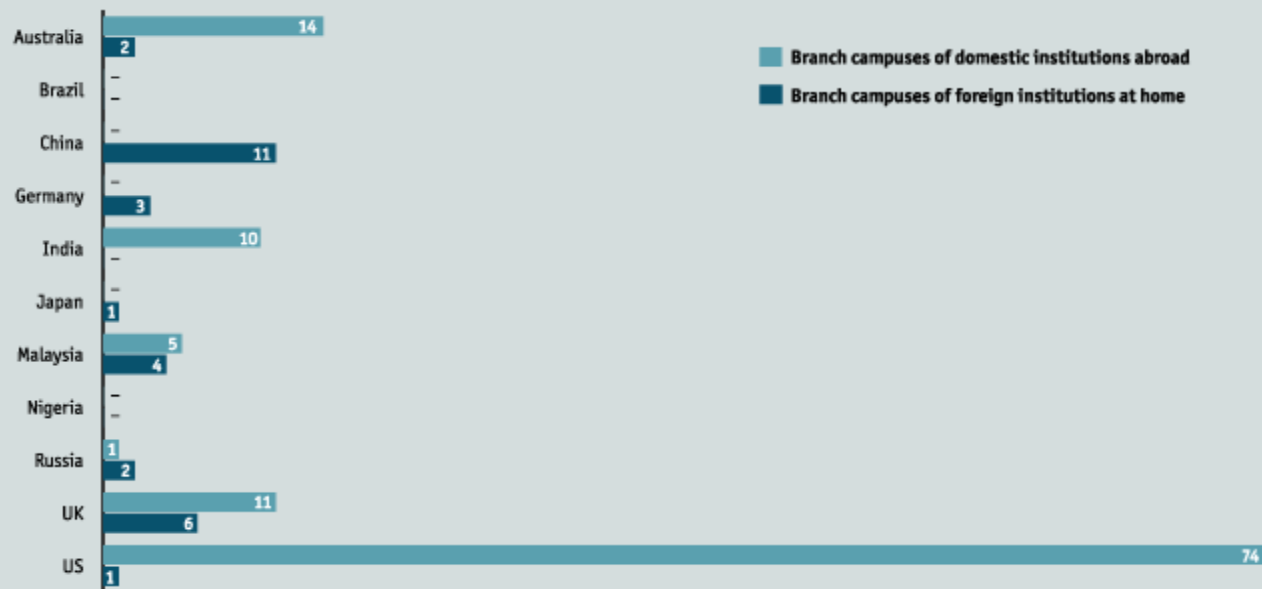 14
Australia
2
Branch campuses of domestic institutions abroad
–
Brazil
–
Branch campuses of foreign institutions at home
–
China
11
–
Germany
3
10
India
–
–
Japan
1
5
Malaysia
4
–
Nigeria
–
1
Russia
2
11
UK
6
74
US
1